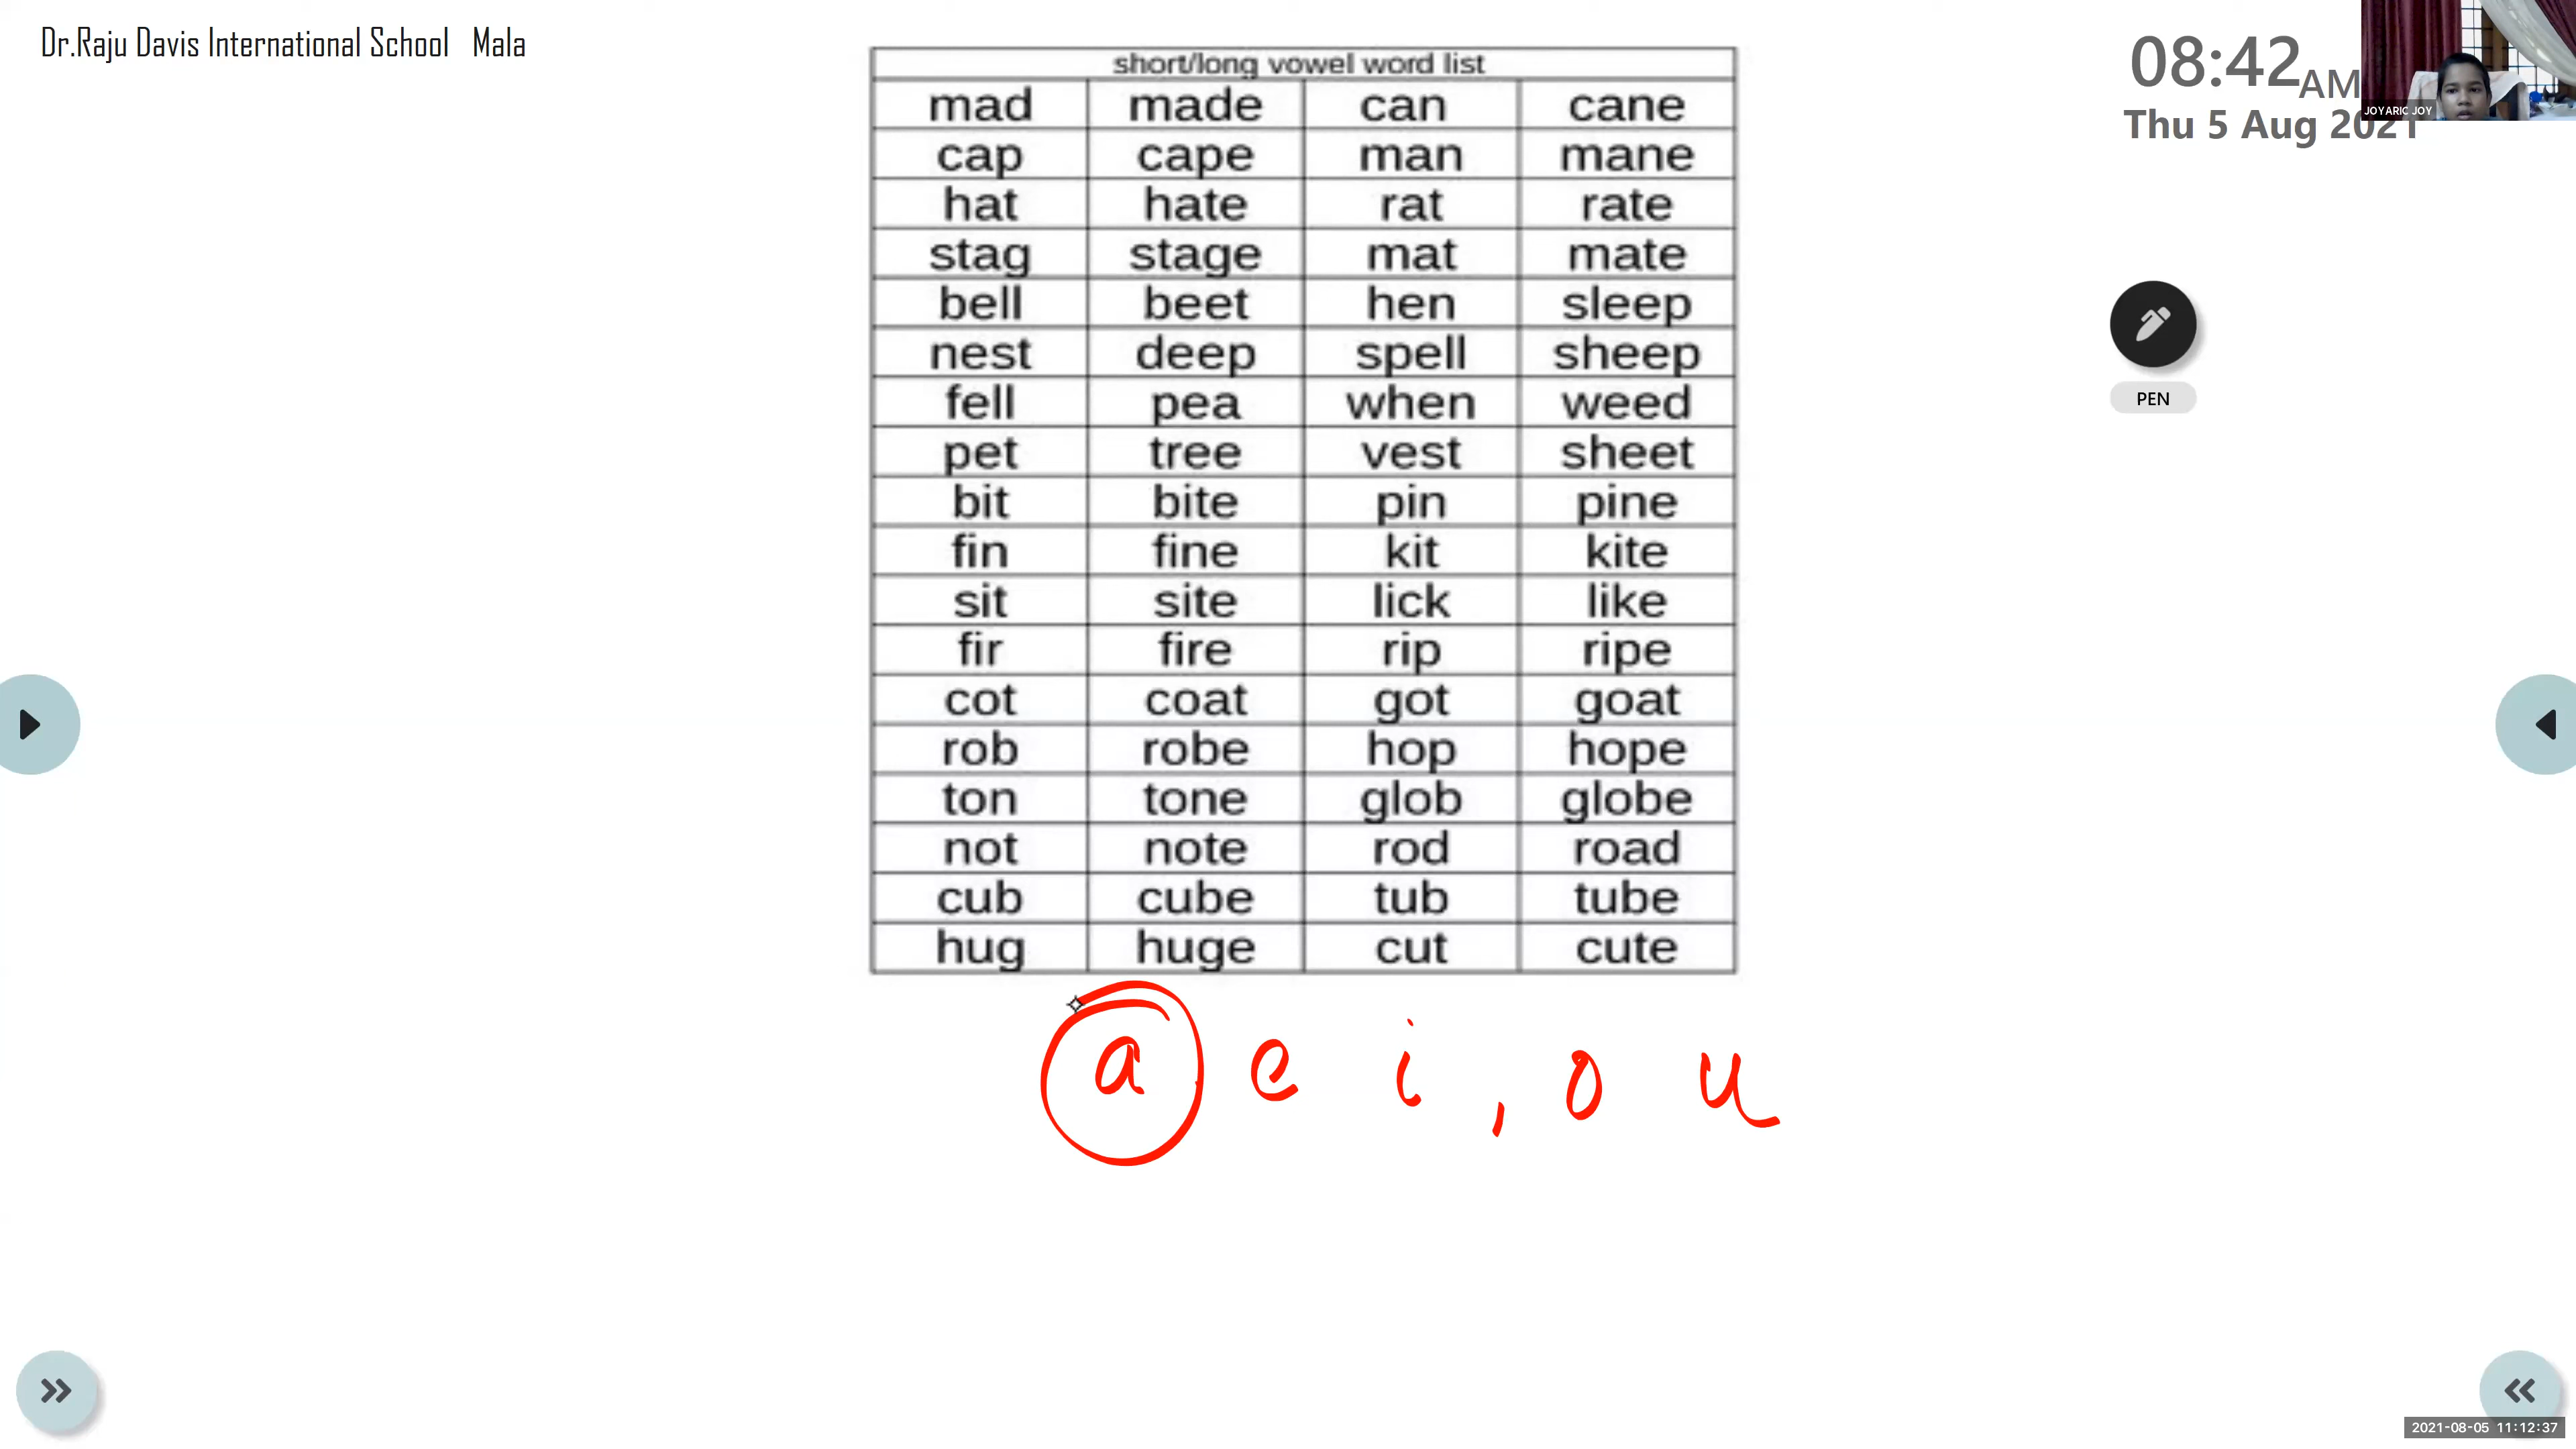 Dr.Raju Davis International School Mala
short/long vowel word list
mad made can cane
cap cape man mane
hat hate rat rate
stag stage mat mate
bell beet hen sleep
nest deep spell sheep
fell pea when weed
pet tree vest sheet
bit bite pin pine
fin fine kit kite
sit site lick like
fir fire rip ripe
cot coat got goat
rob robe hop hope
ton tone glob globe
not note rod road
cub cube tub tube
hug huge cut cute
a e i , o u
08:42 AM
Thu 5 Aug 2021
JOYARIC JOY
PEN
2021-08-05 11:12:37